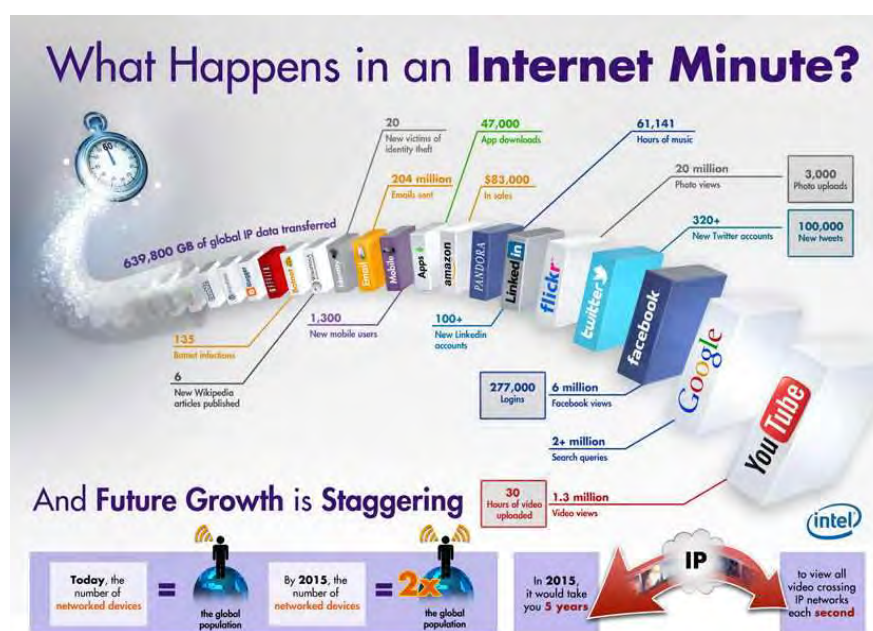 What Happens in an Internet Minute?
60
20
New victims of
identity theft
47,000
App downloads
61,141
Hours of music
204 million
Emails sent
$83,000
In sales
20 million
Photo views
3,000
Photo uploads
320+
New Twitter accounts
100,000
New tweets
639,800 GB of global IP data transferred
Botnet
Wikipedia
Identity
Email
Mobile
Apps
amazon
PANDORA
Linked in
flickr
twitter
facebook
Google
YouTube
135
Botnet infections
6
New Wikipedia
articles published
1,300
New mobile users
100+
New Linkedin
accounts
277,000
Logins
6 million
Facebook views
2+ million
Search queries
30
Hours of video
uploaded
1.3 million
Video views
And Future Growth is Staggering
intel
Today, the
number of
networked devices
=
the global
population
By 2015, the
number of
networked devices
=
2x
the global
population
In 2015,
it would take
you 5 years
IP
to view all
video crossing
IP networks
each second